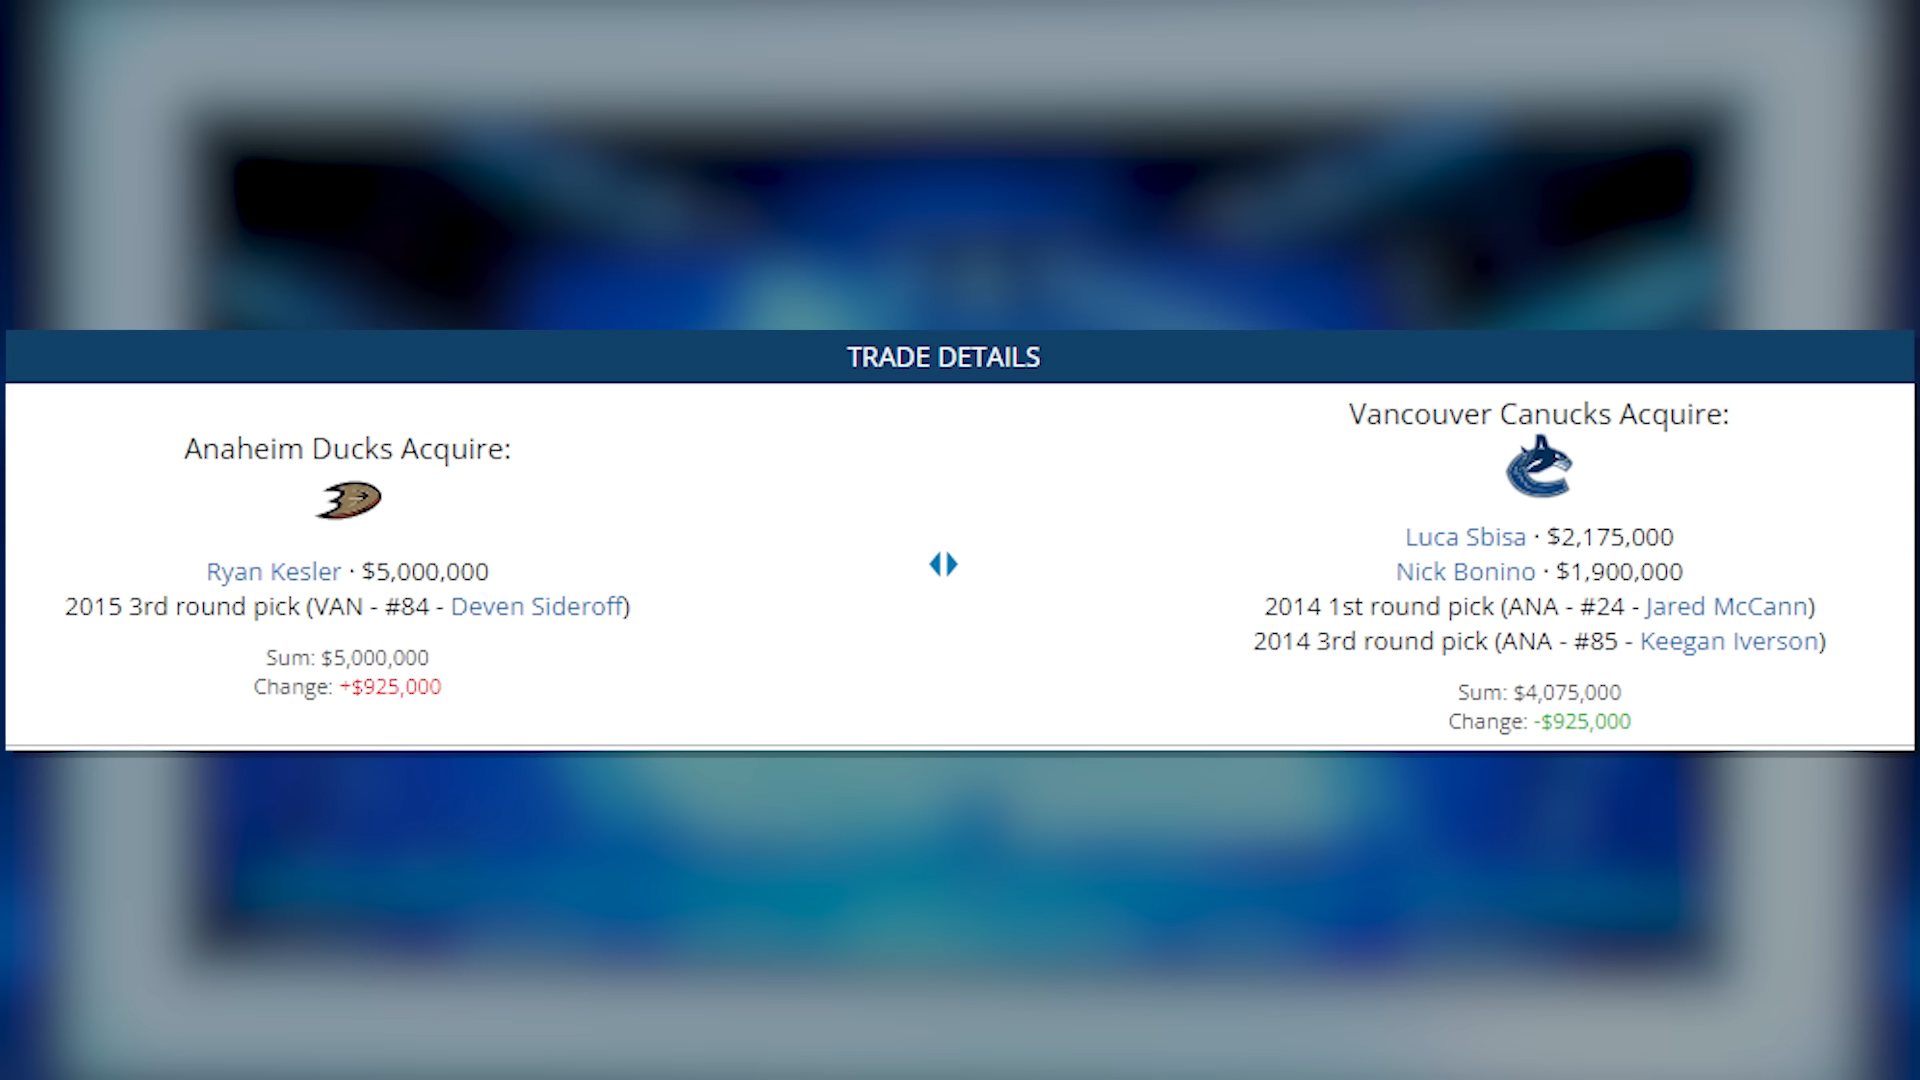 TRADE DETAILS
Anaheim Ducks Acquire:
Ryan Kesler · $5,000,000
2015 3rd round pick (VAN - #84 - Deven Sideroff)
Sum: $5,000,000
Change: +$925,000
Vancouver Canucks Acquire:
Luca Sbisa · $2,175,000
Nick Bonino · $1,900,000
2014 1st round pick (ANA - #24 - Jared McCann)
2014 3rd round pick (ANA - #85 - Keegan Iverson)
Sum: $4,075,000
Change: -$925,000